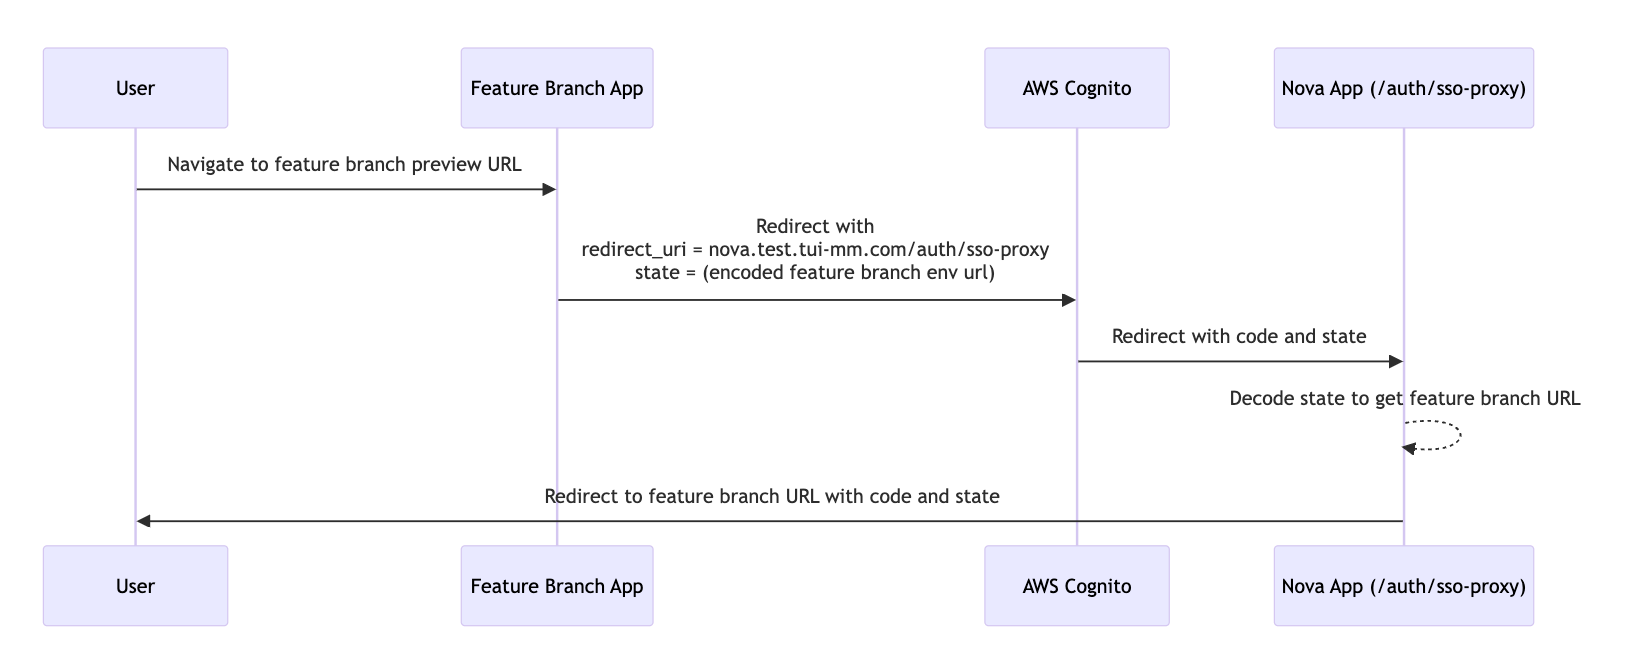 User
Feature Branch App
AWS Cognito
Nova App (/auth/sso-proxy)
Navigate to feature branch preview URL
Redirect with
redirect_uri = nova.test.tui-mm.com/auth/sso-proxy
state = (encoded feature branch env url)
Redirect with code and state
Decode state to get feature branch URL
Redirect to feature branch URL with code and state
User
Feature Branch App
AWS Cognito
Nova App (/auth/sso-proxy)